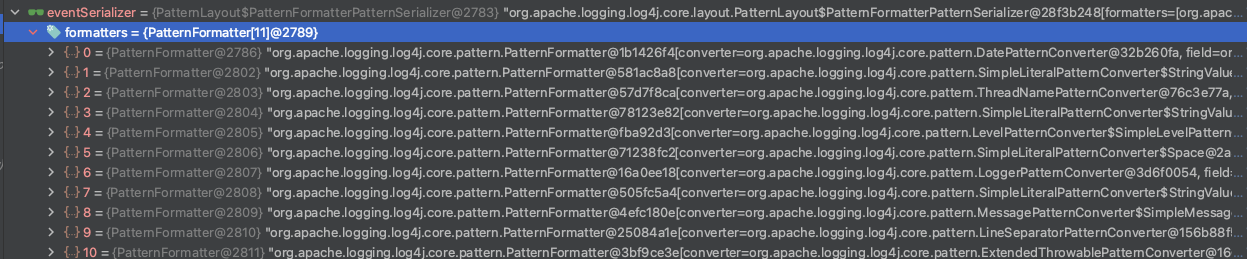 eventSerializer = {PatternLayout$PatternFormatterPatternSerializer@2783} "org.apache.logging.log4j.core.layout.PatternLayout$PatternFormatterPatternSerializer@28f3b248[formatters=[org.apac...
formatters = {PatternFormatter[11]@2789}
0 = {PatternFormatter@2786} "org.apache.logging.log4j.core.pattern.PatternFormatter@1b1426f4[converter=org.apache.logging.log4j.core.pattern.DatePatternConverter@32b260fa, field=or...
1 = {PatternFormatter@2802} "org.apache.logging.log4j.core.pattern.PatternFormatter@581ac8a8[converter=org.apache.logging.log4j.core.pattern.SimpleLiteralPatternConverter$StringValue...
2 = {PatternFormatter@2803} "org.apache.logging.log4j.core.pattern.PatternFormatter@57d7f8ca[converter=org.apache.logging.log4j.core.pattern.ThreadNamePatternConverter@76c3e77a,...
3 = {PatternFormatter@2804} "org.apache.logging.log4j.core.pattern.PatternFormatter@78123e82[converter=org.apache.logging.log4j.core.pattern.SimpleLiteralPatternConverter$StringValu...
4 = {PatternFormatter@2805} "org.apache.logging.log4j.core.pattern.PatternFormatter@fba92d3[converter=org.apache.logging.log4j.core.pattern.LevelPatternConverter$SimpleLevelPattern...
5 = {PatternFormatter@2806} "org.apache.logging.log4j.core.pattern.PatternFormatter@71238fc2[converter=org.apache.logging.log4j.core.pattern.SimpleLiteralPatternConverter$Space@2a...
6 = {PatternFormatter@2807} "org.apache.logging.log4j.core.pattern.PatternFormatter@16a0ee18[converter=org.apache.logging.log4j.core.pattern.LoggerPatternConverter@3d6f0054, field=...
7 = {PatternFormatter@2808} "org.apache.logging.log4j.core.pattern.PatternFormatter@505fc5a4[converter=org.apache.logging.log4j.core.pattern.SimpleLiteralPatternConverter$StringValu...
8 = {PatternFormatter@2809} "org.apache.logging.log4j.core.pattern.PatternFormatter@4efc180e[converter=org.apache.logging.log4j.core.pattern.MessagePatternConverter$SimpleMessag...
9 = {PatternFormatter@2810} "org.apache.logging.log4j.core.pattern.PatternFormatter@25084a1e[converter=org.apache.logging.log4j.core.pattern.LineSeparatorPatternConverter@156b88f...
10 = {PatternFormatter@2811} "org.apache.logging.log4j.core.pattern.PatternFormatter@3bf9ce3e[converter=org.apache.logging.log4j.core.pattern.ExtendedThrowablePatternConverter@16...